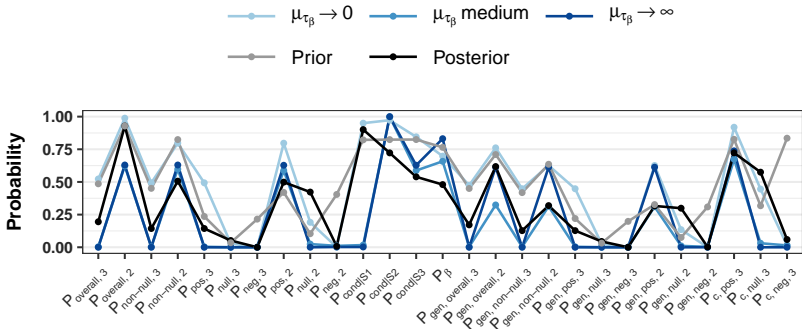 μτβ → 0 μτβ medium μτβ → ∞
Prior Posterior
Probability
1.00
0.75
0.50
0.25
0.00
Poverall, 3
Poverall, 2
Pnon−null, 3
Pnon−null, 2
Ppos, 3
Pnull, 3
Pneg, 3
Ppos, 2
Pnull, 2
Pneg, 2
Pcond|S1
Pcond|S2
Pcond|S3
Pβ
Pgen, overall, 3
Pgen, overall, 2
Pgen, non−null, 3
Pgen, non−null, 2
Pgen, pos, 3
Pgen, null, 3
Pgen, neg, 3
Pgen, pos, 2
Pgen, null, 2
Pgen, neg, 2
Pc, pos, 3
Pc, null, 3
Pc, neg, 3